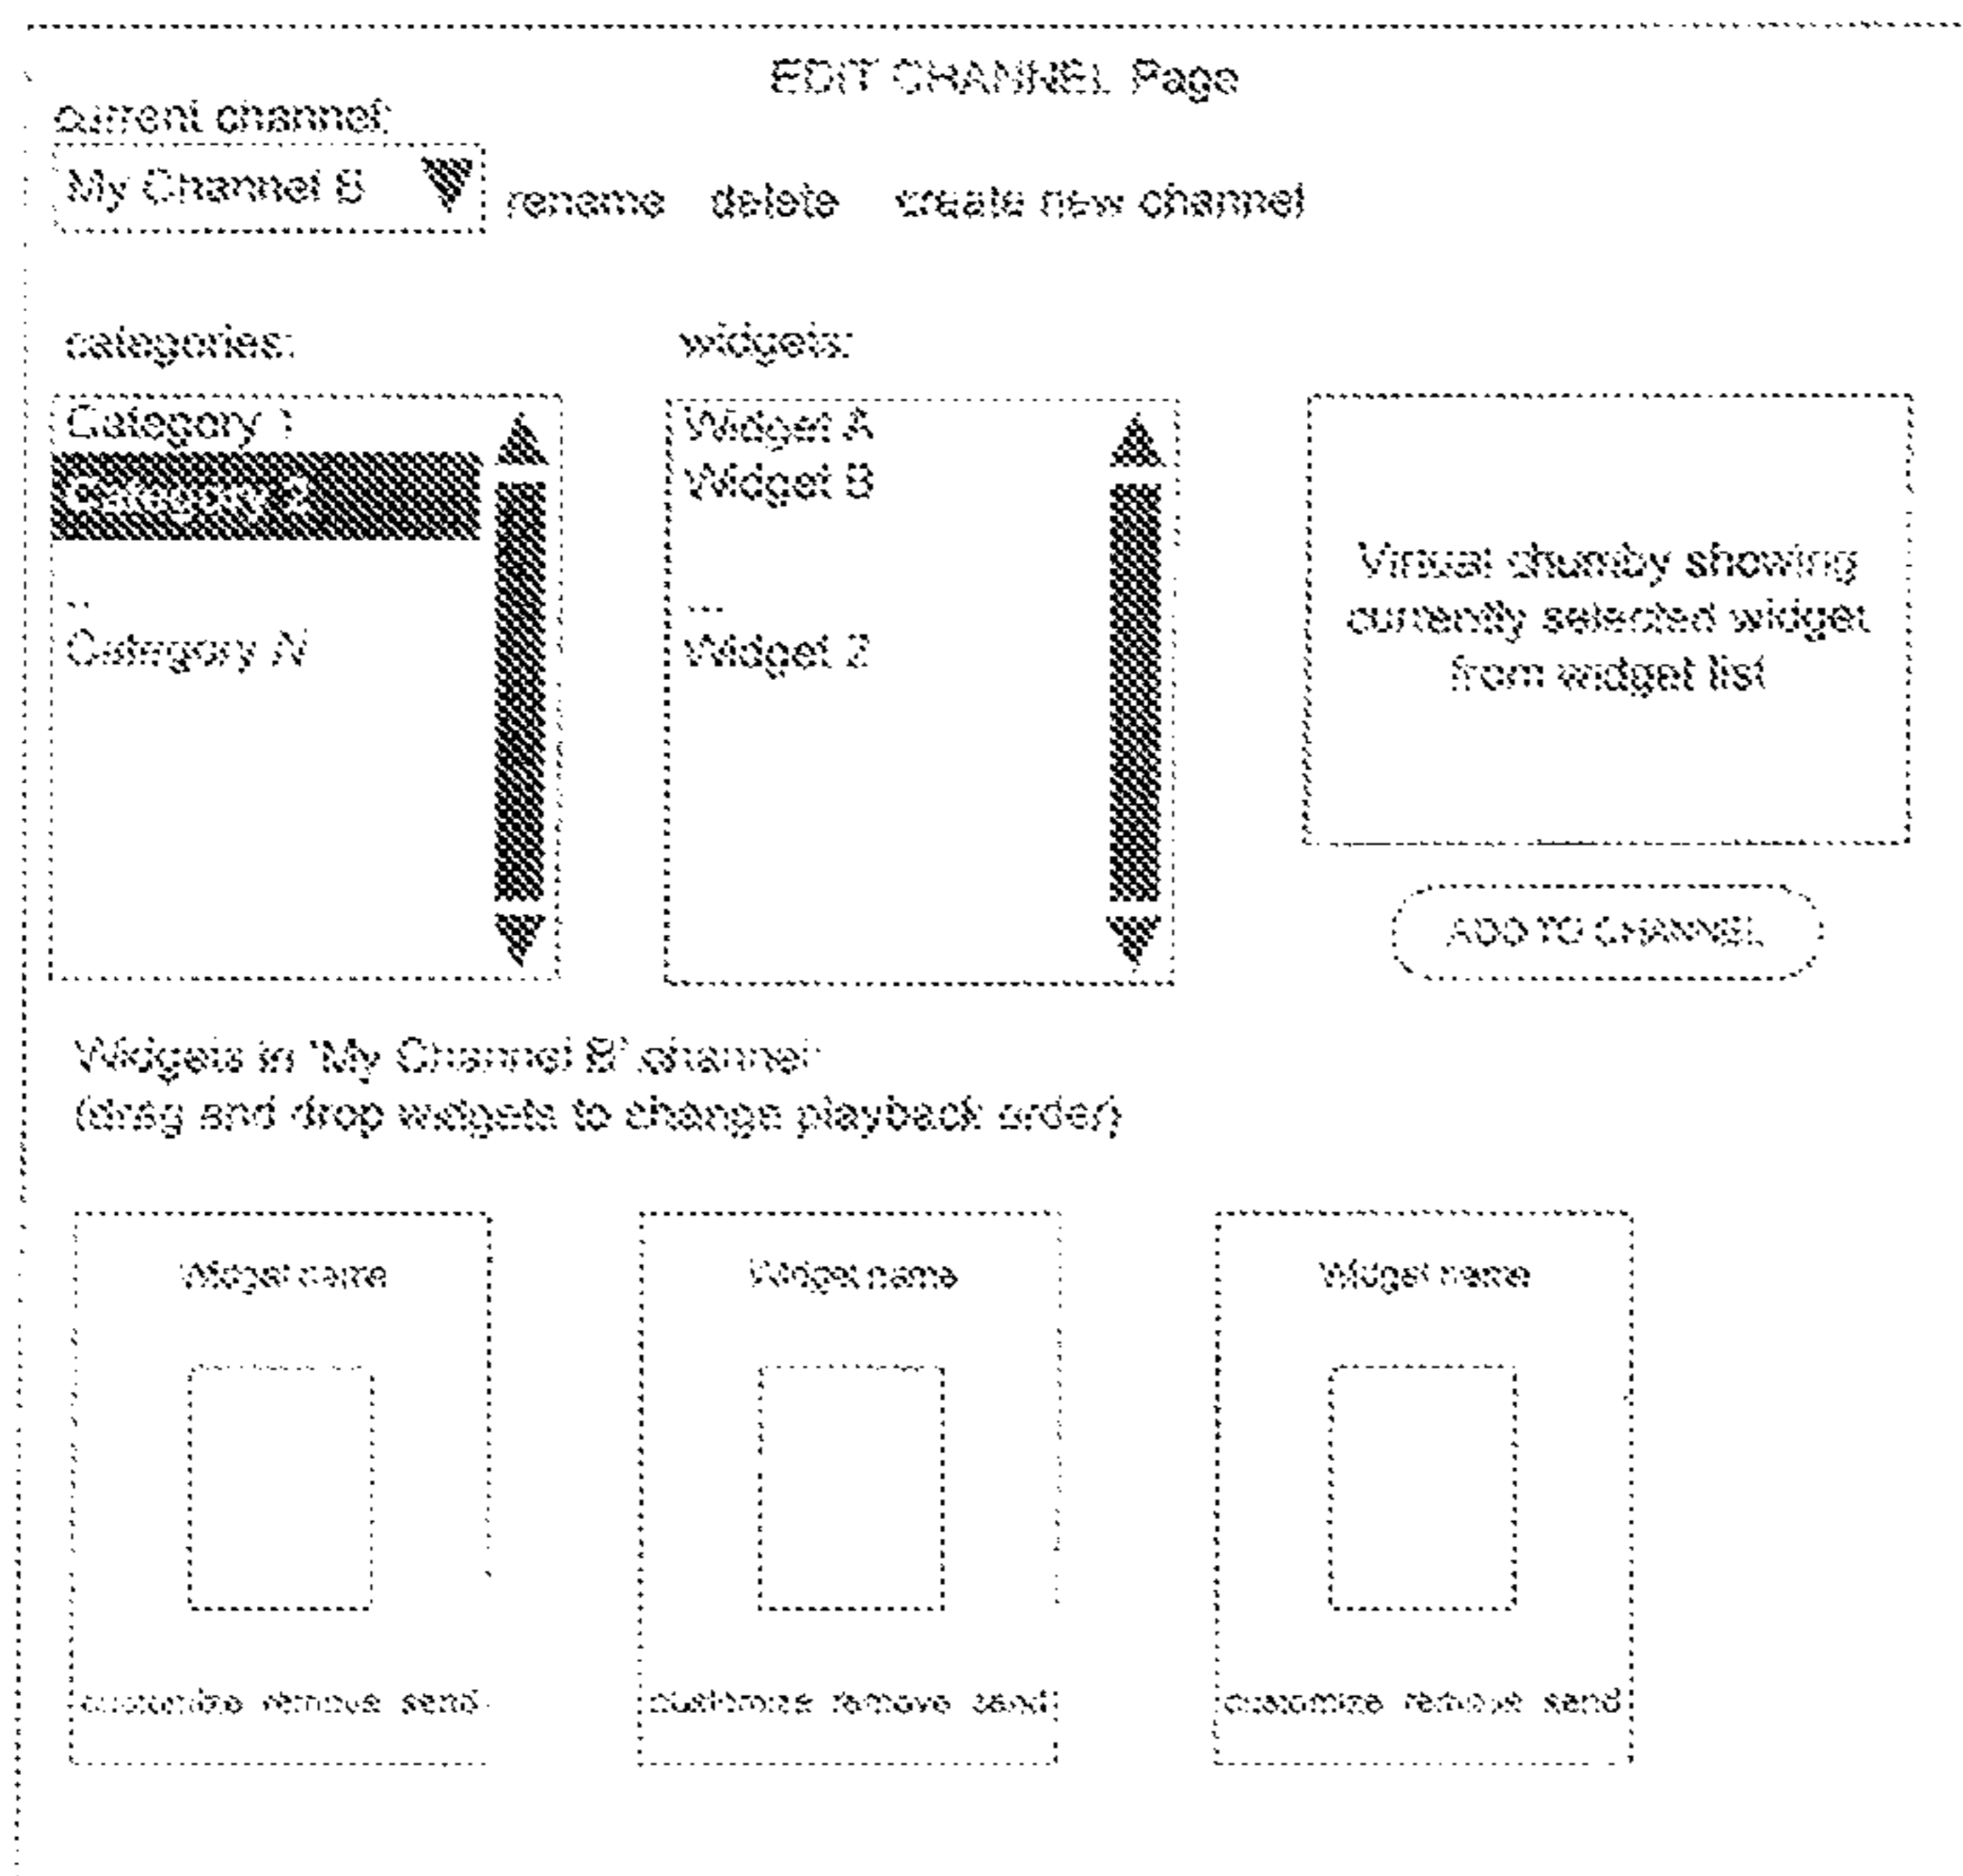 EDIT CHANNEL Page
current channel:
My Channel B
rename delete create new channel
categories:
widgets:
Category 1
Category 2
...
Category N
Widget A
Widget B
...
Widget Z
Virtual chumby showing
currently selected widget
from widget list
ADD TO CHANNEL
Widgets in 'My Channel B' channel:
(drag and drop widgets to change playback order)
Widget name
customize remove send
Widget name
customize remove send
Widget name
customize remove send